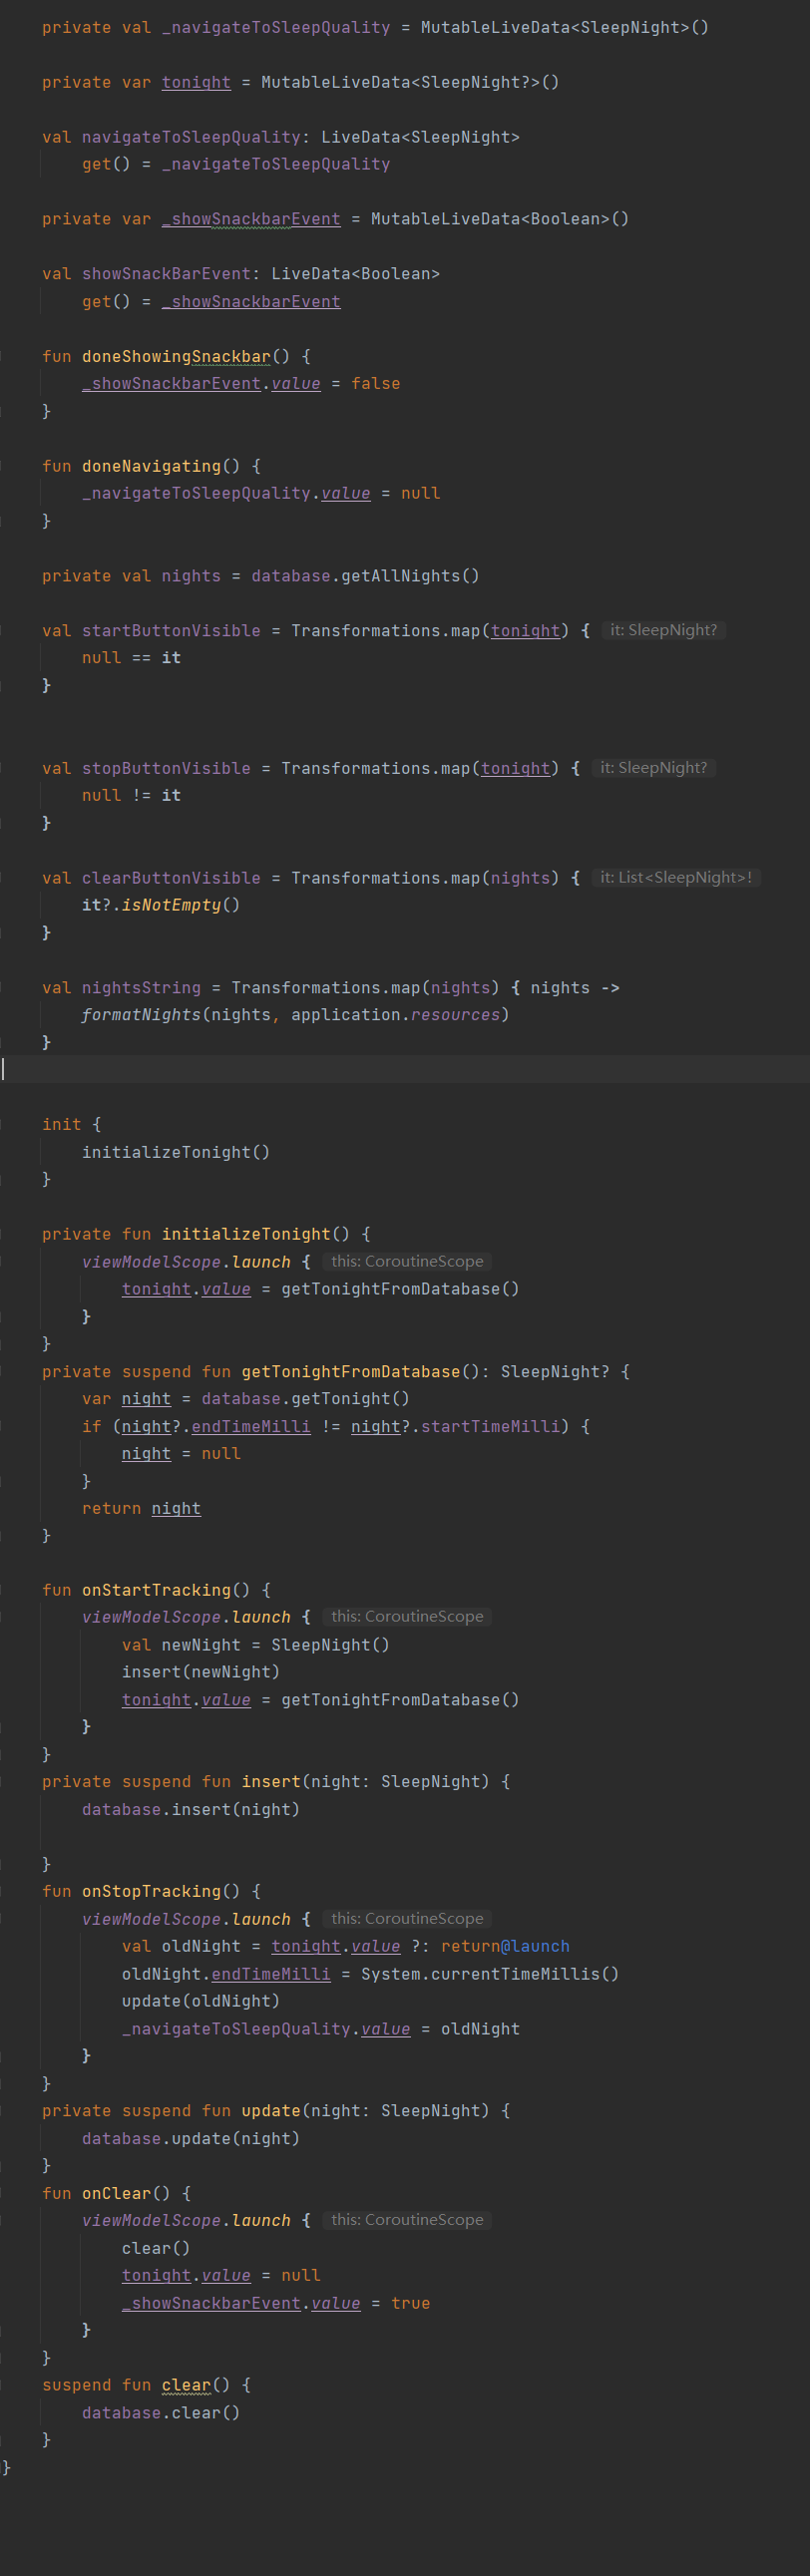 private val _navigateToSleepQuality = MutableLiveData<SleepNight>()
private var tonight = MutableLiveData<SleepNight?>()
val navigateToSleepQuality: LiveData<SleepNight>
get() = _navigateToSleepQuality
private var _showSnackbarEvent = MutableLiveData<Boolean>()
val showSnackBarEvent: LiveData<Boolean>
get() = _showSnackbarEvent
fun doneShowingSnackbar() {
_showSnackbarEvent.value = false
}
fun doneNavigating() {
_navigateToSleepQuality.value = null
}
private val nights = database.getAllNights()
val startButtonVisible = Transformations.map(tonight) { it: SleepNight?
null == it
}
val stopButtonVisible = Transformations.map(tonight) { it: SleepNight?
null != it
}
val clearButtonVisible = Transformations.map(nights) { it: List<SleepNight>!
it?.isNotEmpty()
}
val nightsString = Transformations.map(nights) { nights ->
formatNights(nights, application.resources)
}
init {
initializeTonight()
}
private fun initializeTonight() {
viewModelScope.launch { this: CoroutineScope
tonight.value = getTonightFromDatabase()
}
}
private suspend fun getTonightFromDatabase(): SleepNight? {
var night = database.getTonight()
if (night?.endTimeMilli != night?.startTimeMilli) {
night = null
}
return night
}
fun onStartTracking() {
viewModelScope.launch { this: CoroutineScope
val newNight = SleepNight()
insert(newNight)
tonight.value = getTonightFromDatabase()
}
}
private suspend fun insert(night: SleepNight) {
database.insert(night)
}
fun onStopTracking() {
viewModelScope.launch { this: CoroutineScope
val oldNight = tonight.value ?: return@launch
oldNight.endTimeMilli = System.currentTimeMillis()
update(oldNight)
_navigateToSleepQuality.value = oldNight
}
}
private suspend fun update(night: SleepNight) {
database.update(night)
}
fun onClear() {
viewModelScope.launch { this: CoroutineScope
clear()
tonight.value = null
_showSnackbarEvent.value = true
}
}
suspend fun clear() {
database.clear()
}
}